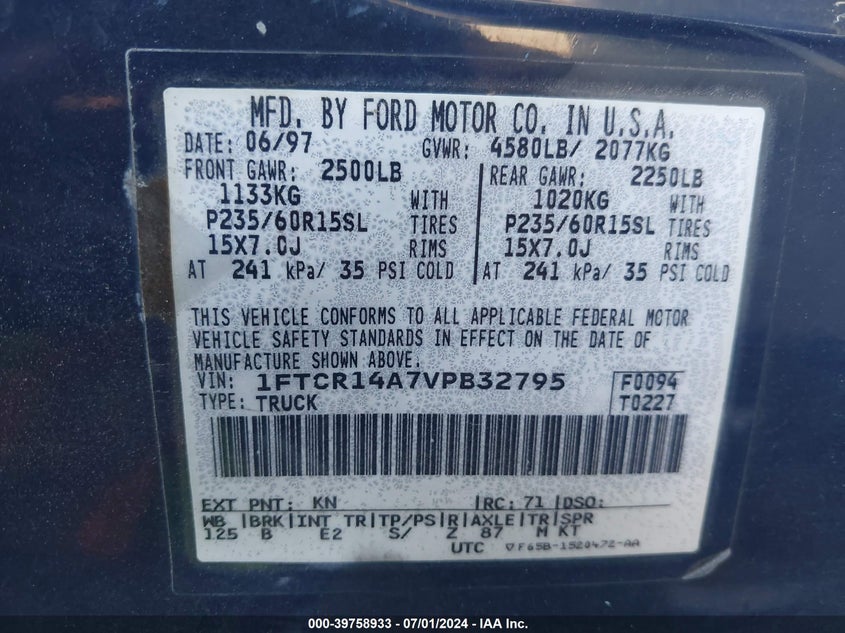 MFD. BY FORD MOTOR CO. IN U.S.A.
DATE: 06/97 GVWR: 4580LB/ 2077KG
FRONT GAWR: 2500LB REAR GAWR: 2250LB
1133KG WITH 1020KG WITH
P235/60R15SL TIRES P235/60R15SL TIRES
15X7.0J RIMS 15X7.0J RIMS
AT 241 kPa/ 35 PSI COLD AT 241 kPa/ 35 PSI COLD
THIS VEHICLE CONFORMS TO ALL APPLICABLE FEDERAL MOTOR
VEHICLE SAFETY STANDARDS IN EFFECT ON THE DATE OF
MANUFACTURE SHOWN ABOVE.
VIN: 1FTCR14A7VPB32795 F0094
TYPE: TRUCK T0227
EXT PNT: KN RC: 71 DSO:
WB BRK INT TR TP/PS R AXLE TR SPR
125 B E2 S/ Z 87 M KT
UTC ▽F65B-1520472-AA
000-39758933 - 07/01/2024 - IAA Inc.